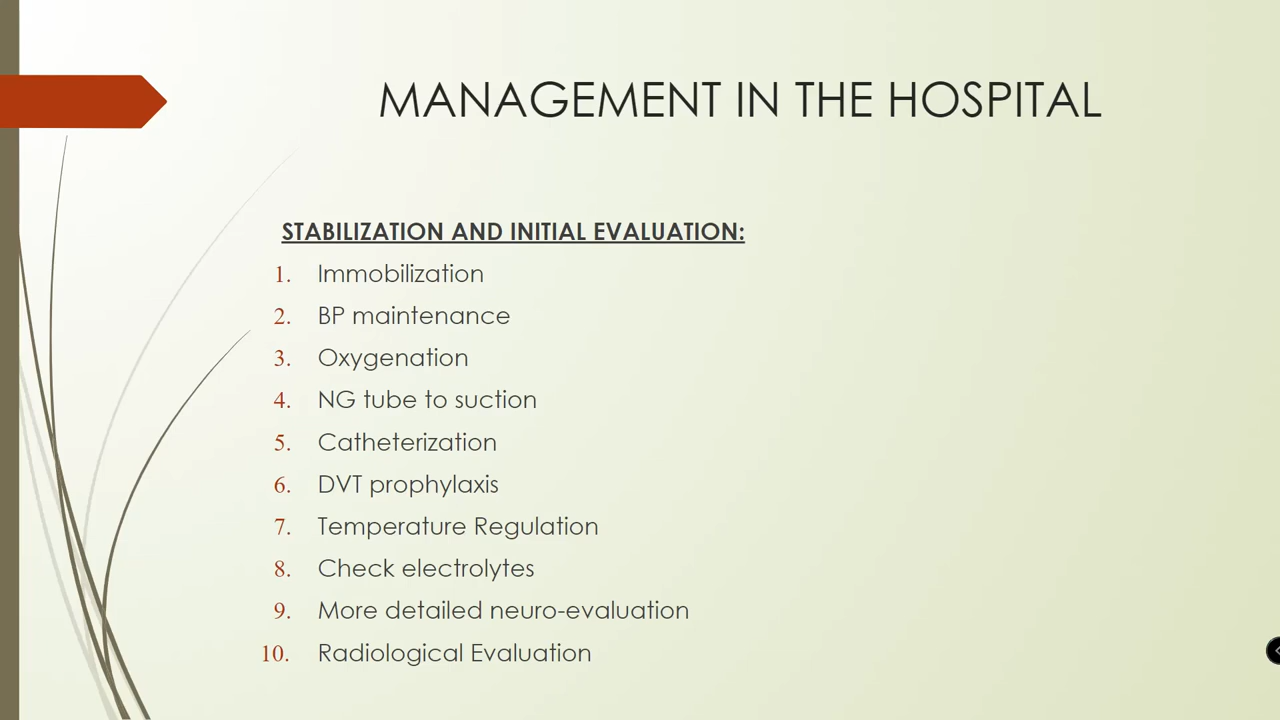 MANAGEMENT IN THE HOSPITAL
STABILIZATION AND INITIAL EVALUATION:
1. Immobilization
2. BP maintenance
3. Oxygenation
4. NG tube to suction
5. Catheterization
6. DVT prophylaxis
7. Temperature Regulation
8. Check electrolytes
9. More detailed neuro-evaluation
10. Radiological Evaluation